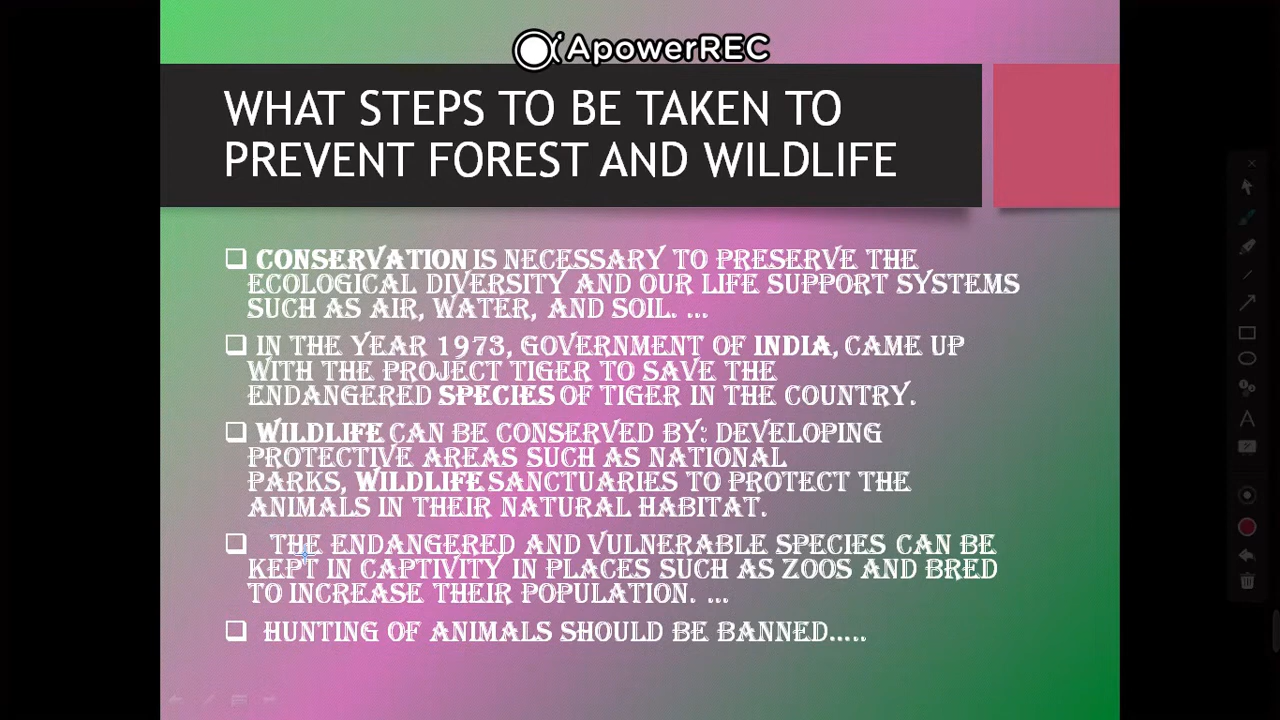 ApowerREC
WHAT STEPS TO BE TAKEN TO
PREVENT FOREST AND WILDLIFE
❑ CONSERVATION IS NECESSARY TO PRESERVE THE
ECOLOGICAL DIVERSITY AND OUR LIFE SUPPORT SYSTEMS
SUCH AS AIR, WATER, AND SOIL. ...
❑ IN THE YEAR 1973, GOVERNMENT OF INDIA, CAME UP
WITH THE PROJECT TIGER TO SAVE THE
ENDANGERED SPECIES OF TIGER IN THE COUNTRY.
❑ WILDLIFE CAN BE CONSERVED BY: DEVELOPING
PROTECTIVE AREAS SUCH AS NATIONAL
PARKS, WILDLIFE SANCTUARIES TO PROTECT THE
ANIMALS IN THEIR NATURAL HABITAT.
❑ THE ENDANGERED AND VULNERABLE SPECIES CAN BE
KEPT IN CAPTIVITY IN PLACES SUCH AS ZOOS AND BRED
TO INCREASE THEIR POPULATION. ...
❑ HUNTING OF ANIMALS SHOULD BE BANNED.....